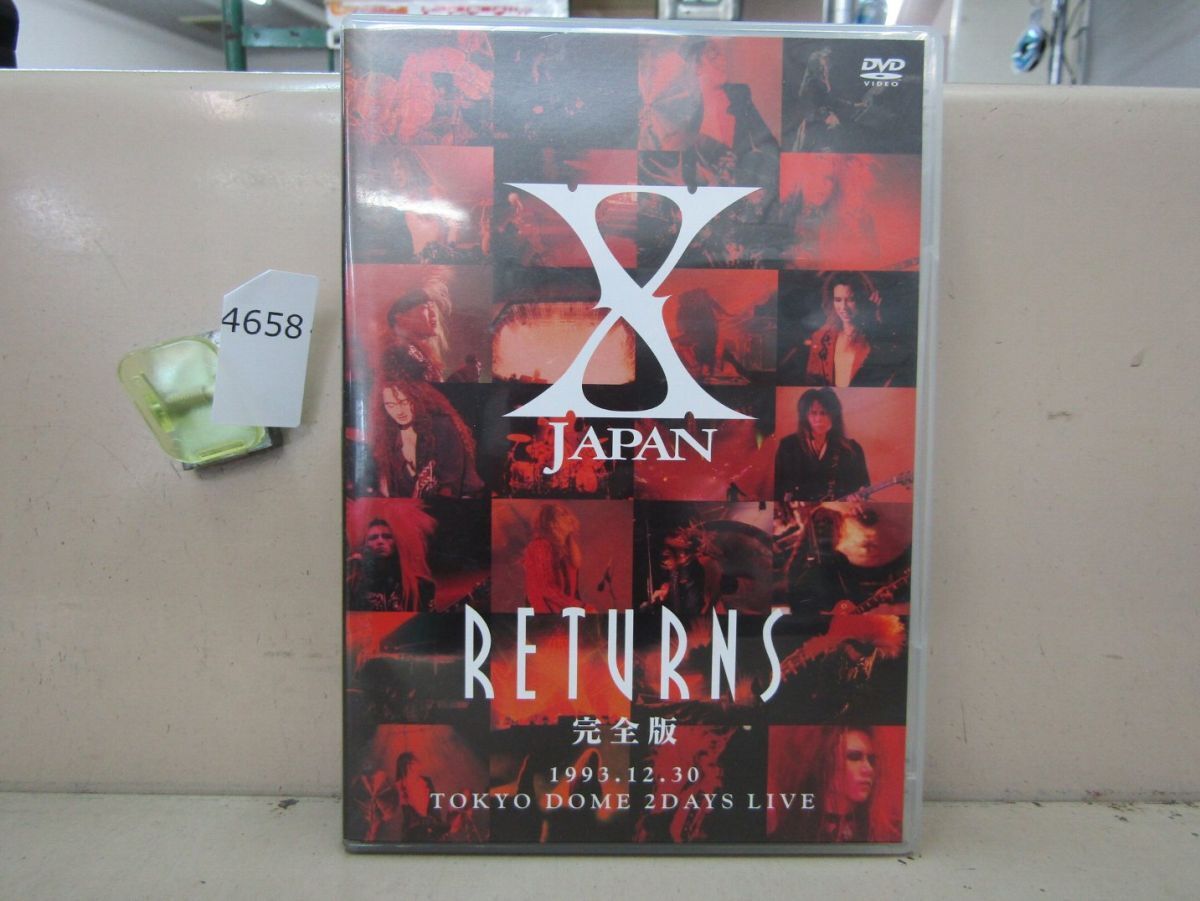 DVD
VIDEO
4658
X
JAPAN
RETURNS
完全版
1993.12.30
TOKYO DOME 2DAYS LIVE